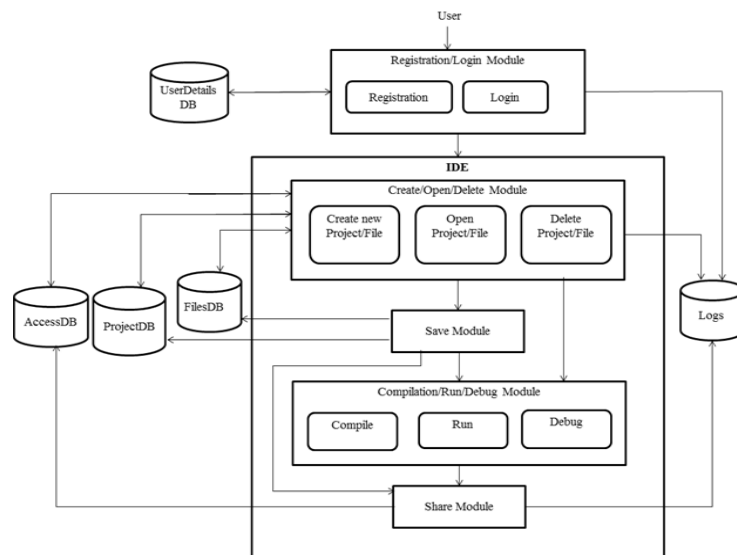 User
Registration/Login Module
Registration
Login
UserDetails
DB
IDE
Create/Open/Delete Module
Create new
Project/File
Open
Project/File
Delete
Project/File
AccessDB
ProjectDB
FilesDB
Save Module
Logs
Compilation/Run/Debug Module
Compile
Run
Debug
Share Module